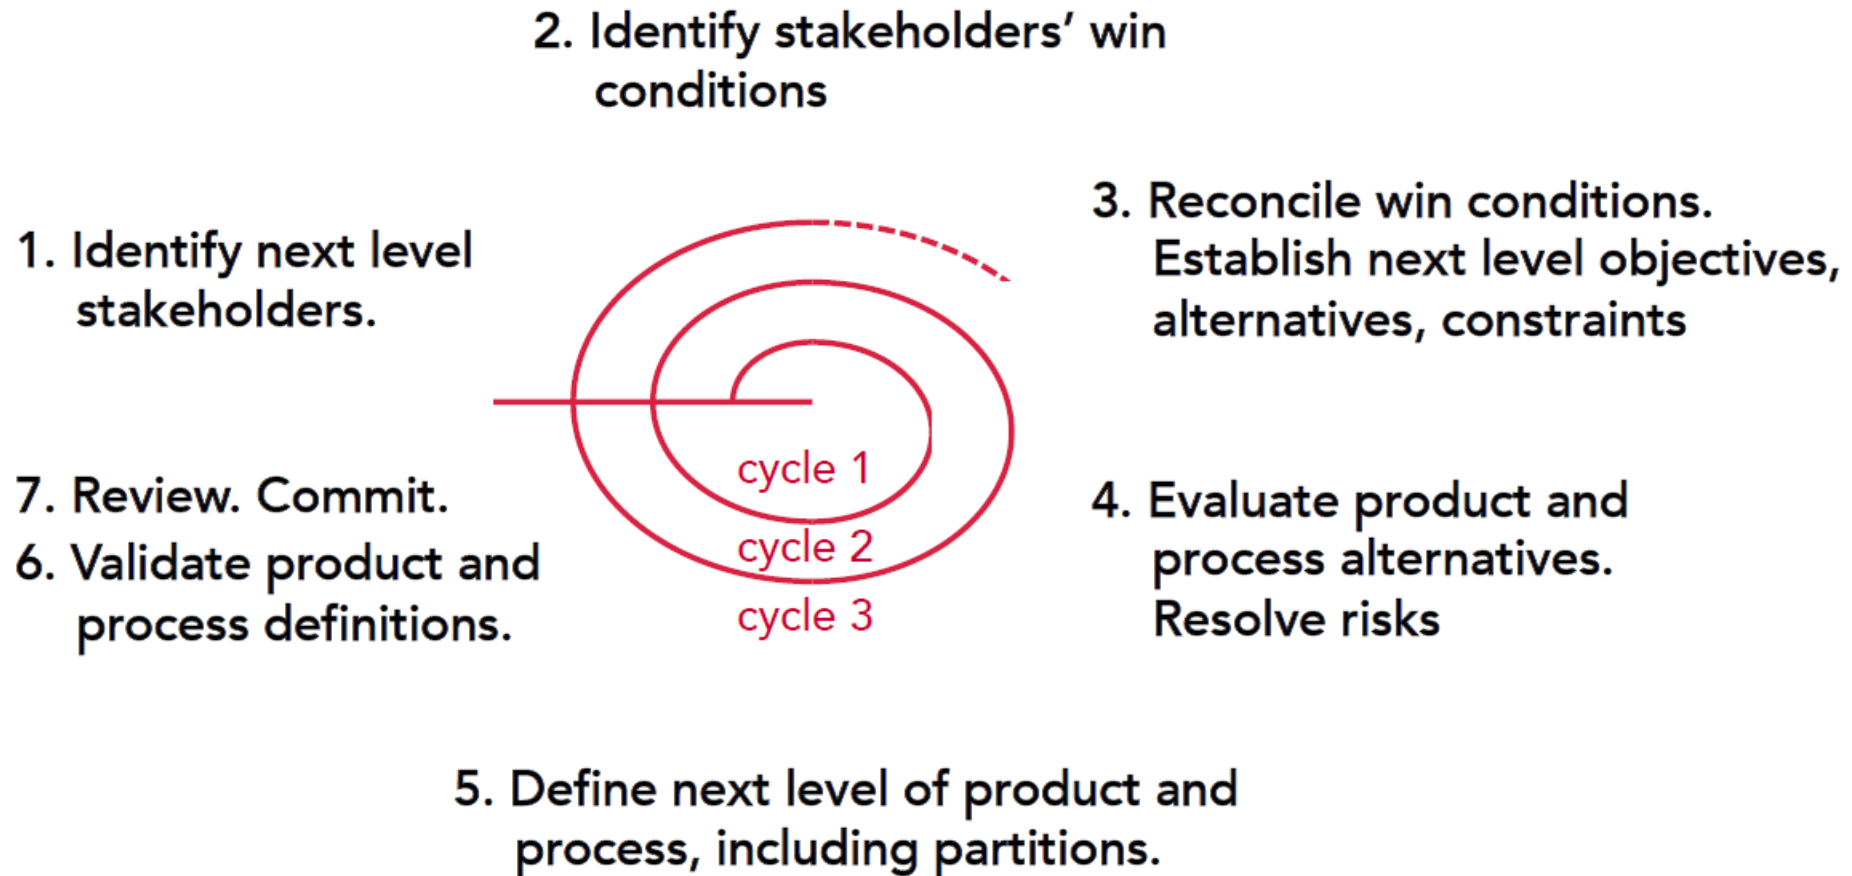 2. Identify stakeholders’ win
conditions
1. Identify next level
stakeholders.
3. Reconcile win conditions.
Establish next level objectives,
alternatives, constraints
7. Review. Commit.
6. Validate product and
process definitions.
cycle 1
cycle 2
cycle 3
4. Evaluate product and
process alternatives.
Resolve risks
5. Define next level of product and
process, including partitions.